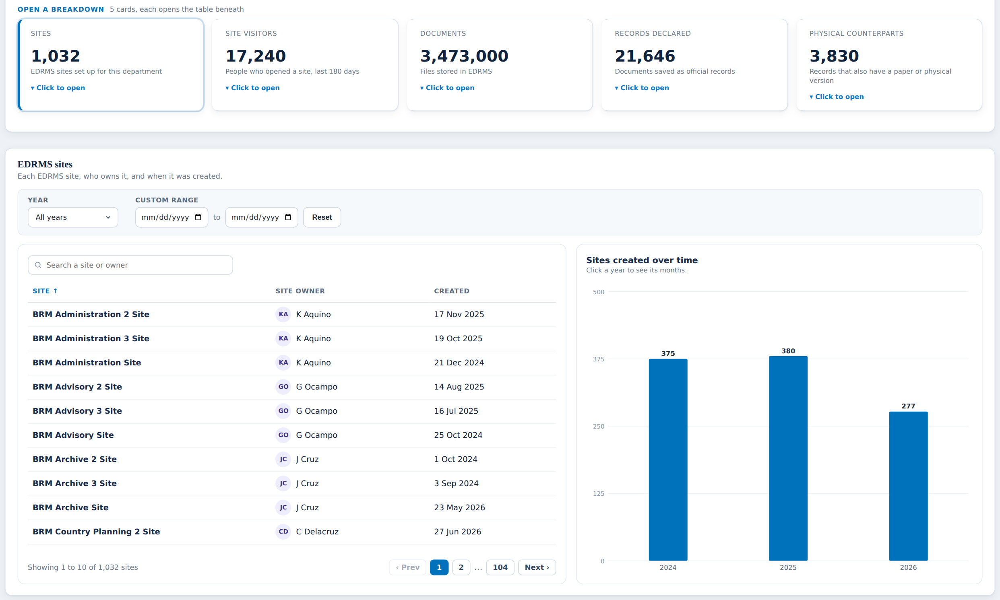 OPEN A BREAKDOWN 5 cards, each opens the table beneath
SITES
1,032
EDRMS sites set up for this department
▾ Click to open
SITE VISITORS
17,240
People who opened a site, last 180 days
▾ Click to open
DOCUMENTS
3,473,000
Files stored in EDRMS
▾ Click to open
RECORDS DECLARED
21,646
Documents saved as official records
▾ Click to open
PHYSICAL COUNTERPARTS
3,830
Records that also have a paper or physical
version
▾ Click to open
EDRMS sites
Each EDRMS site, who owns it, and when it was created.
YEAR
All years
CUSTOM RANGE
mm/dd/yyyy to mm/dd/yyyy Reset
Search a site or owner
SITE ↑ SITE OWNER CREATED
BRM Administration 2 Site KA K Aquino 17 Nov 2025
BRM Administration 3 Site KA K Aquino 19 Oct 2025
BRM Administration Site KA K Aquino 21 Dec 2024
BRM Advisory 2 Site GO G Ocampo 14 Aug 2025
BRM Advisory 3 Site GO G Ocampo 16 Jul 2025
BRM Advisory Site GO G Ocampo 25 Oct 2024
BRM Archive 2 Site JC J Cruz 1 Oct 2024
BRM Archive 3 Site JC J Cruz 3 Sep 2024
BRM Archive Site JC J Cruz 23 May 2026
BRM Country Planning 2 Site CD C Delacruz 27 Jun 2026
Showing 1 to 10 of 1,032 sites
‹ Prev 1 2 … 104 Next ›
Sites created over time
Click a year to see its months.
500
375
250
125
0
375
380
277
2024 2025 2026